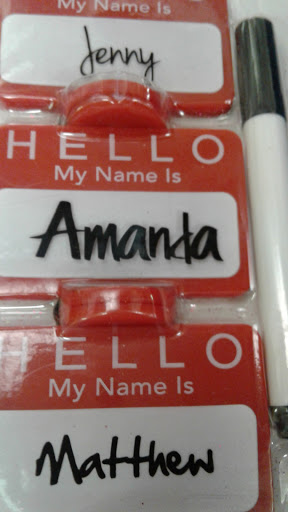 My Name Is
Jenny
HELLO
My Name Is
Amanda
HELLO
My Name Is
Matthew